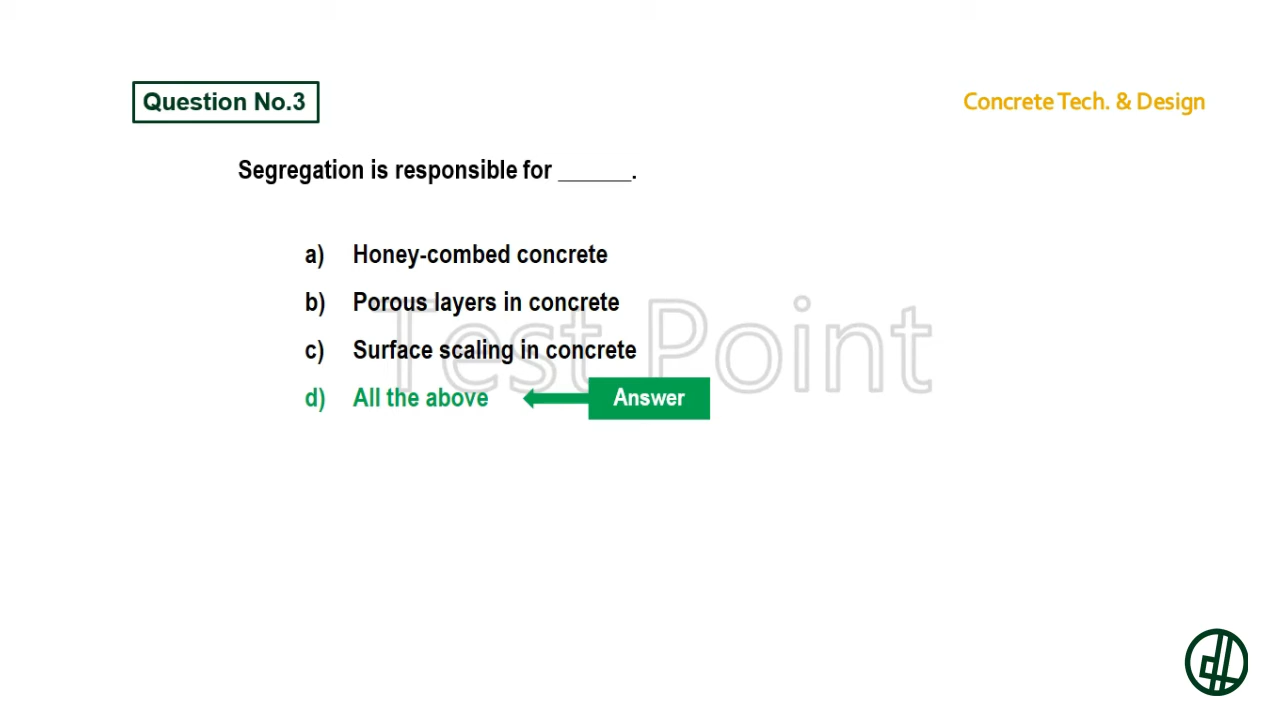 Question No.3
Concrete Tech. & Design
Segregation is responsible for ______.
a) Honey-combed concrete
b) Porous layers in concrete
c) Surface scaling in concrete
d) All the above
Answer
Test Point